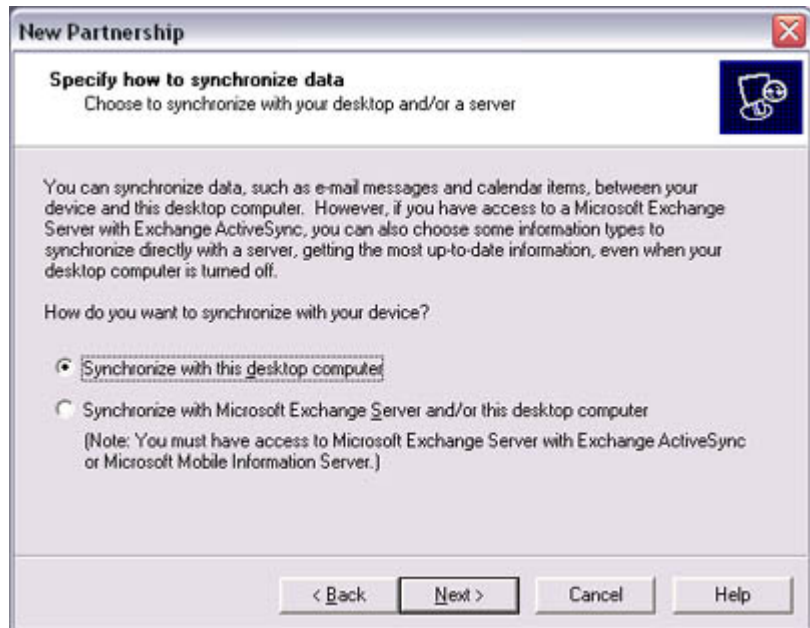 New Partnership
Specify how to synchronize data
Choose to synchronize with your desktop and/or a server
You can synchronize data, such as e-mail messages and calendar items, between your
device and this desktop computer. However, if you have access to a Microsoft Exchange
Server with Exchange ActiveSync, you can also choose some information types to
synchronize directly with a server, getting the most up-to-date information, even when your
desktop computer is turned off.
How do you want to synchronize with your device?
Synchronize with this desktop computer
Synchronize with Microsoft Exchange Server and/or this desktop computer
(Note: You must have access to Microsoft Exchange Server with Exchange ActiveSync
or Microsoft Mobile Information Server.)
< Back Next > Cancel Help